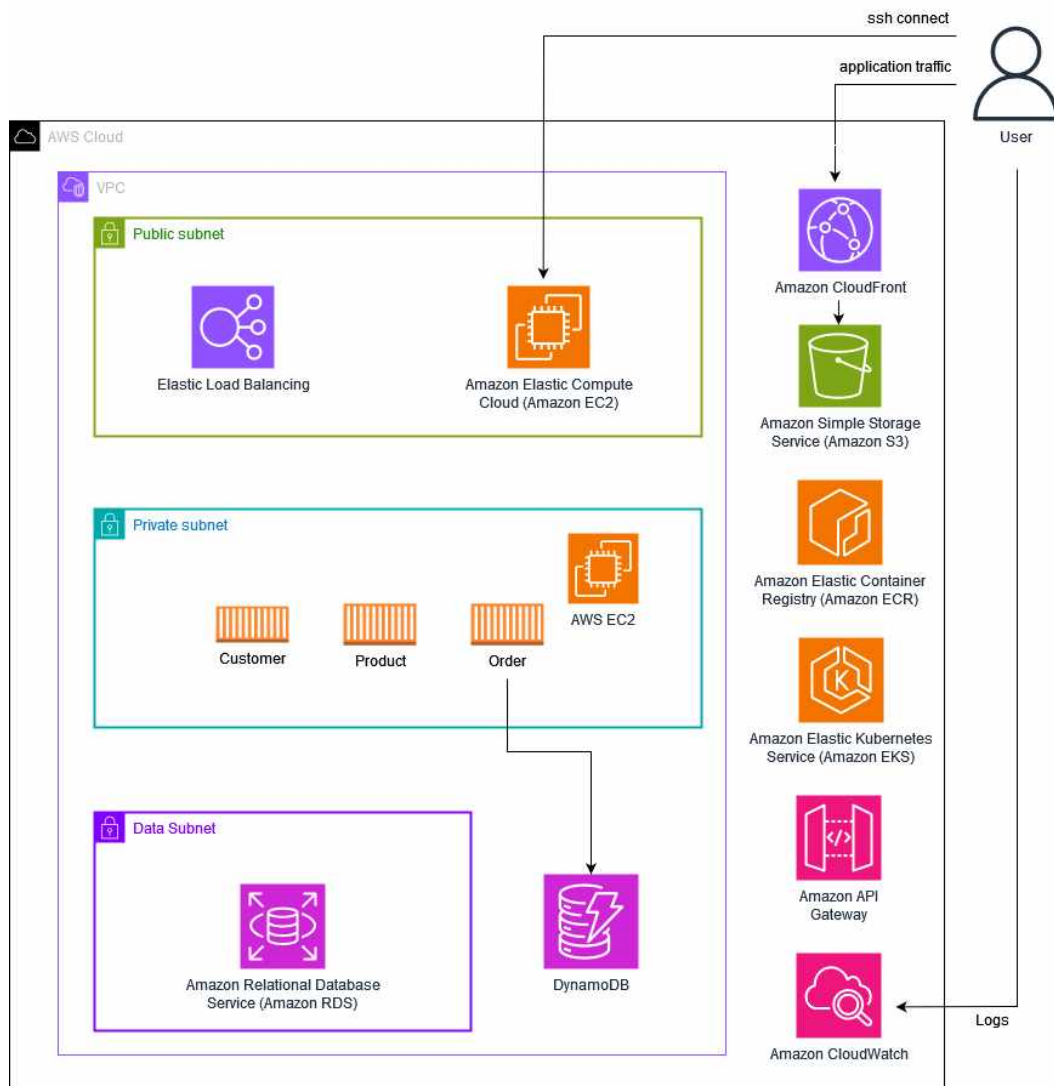 ssh connect
application traffic
User
AWS Cloud
VPC
Public subnet
Elastic Load Balancing
Amazon Elastic Compute
Cloud (Amazon EC2)
Amazon CloudFront
Amazon Simple Storage
Service (Amazon S3)
Private subnet
Customer
Product
Order
AWS EC2
Amazon Elastic Container
Registry (Amazon ECR)
K
Amazon Elastic Kubernetes
Service (Amazon EKS)
Data Subnet
Amazon Relational Database
Service (Amazon RDS)
DynamoDB
</>
Amazon API
Gateway
Logs
Amazon CloudWatch